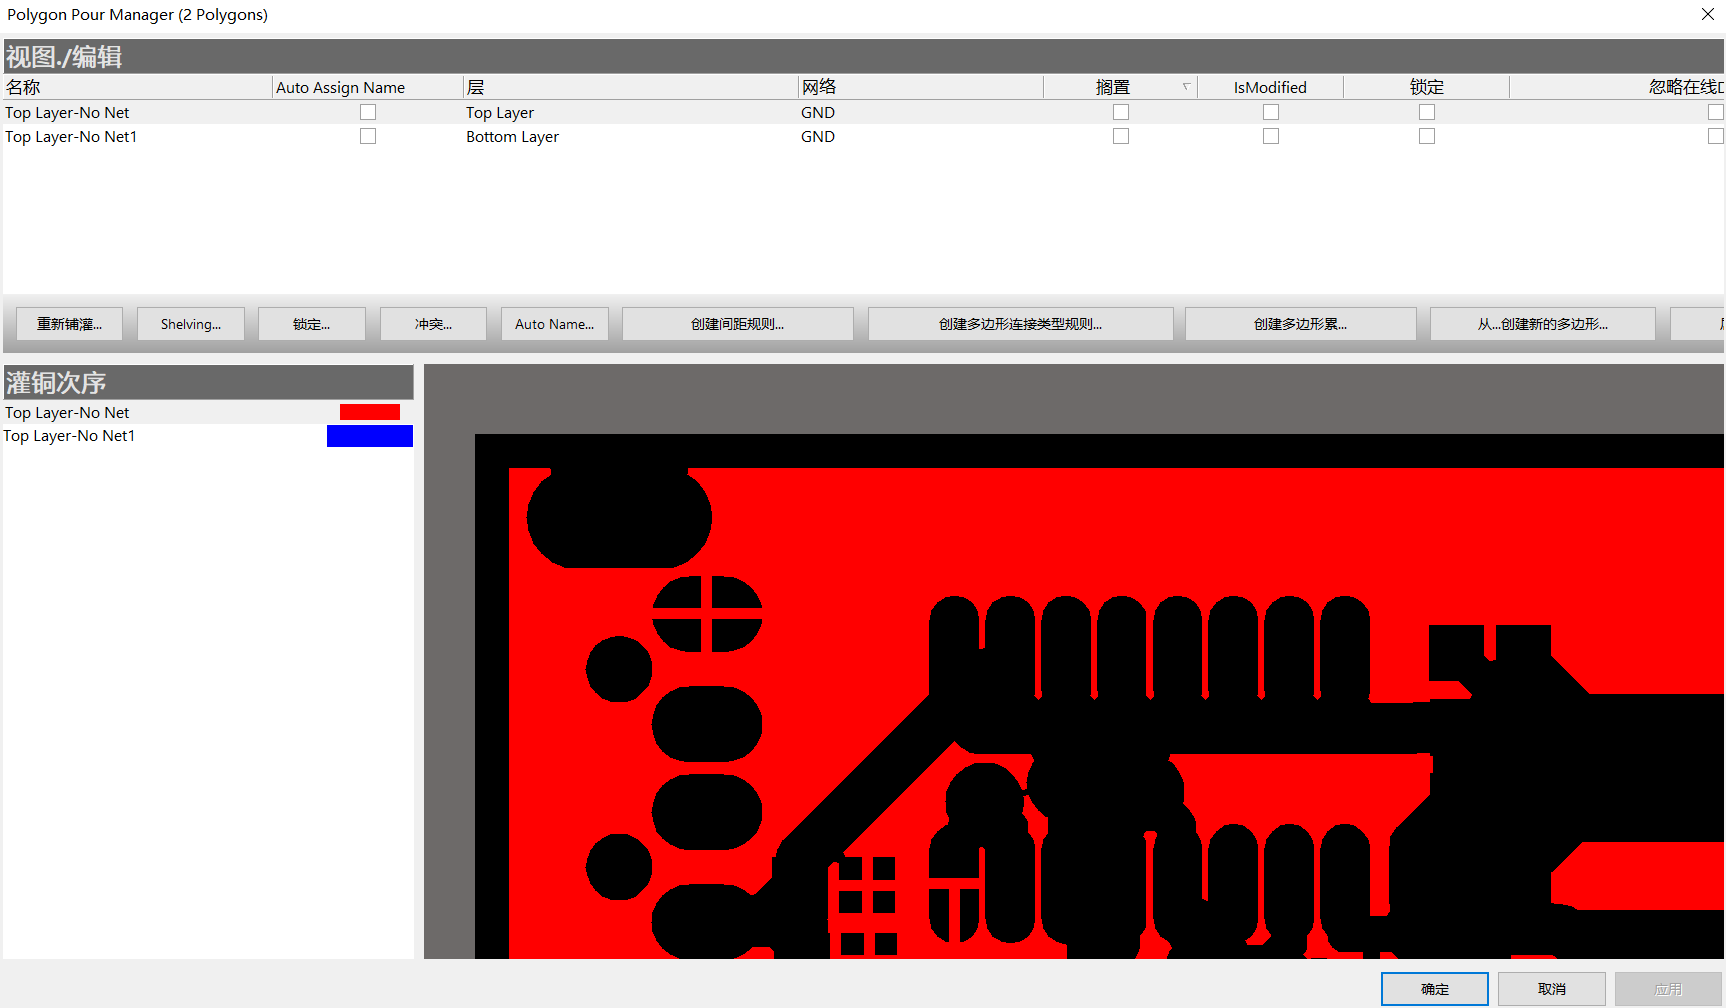 Polygon Pour Manager (2 Polygons)
视图./编辑
名称 Auto Assign Name 层 网络 搁置 IsModified 锁定 忽略在线
Top Layer-No Net Top Layer GND
Top Layer-No Net1 Bottom Layer GND
重新铺灌... Shelving... 锁定... 冲突... Auto Name... 创建间距规则... 创建多边形连接类型规则... 创建多边形累... 从...创建新的多边形...
灌铜次序
Top Layer-No Net
Top Layer-No Net1
确定 取消 应用